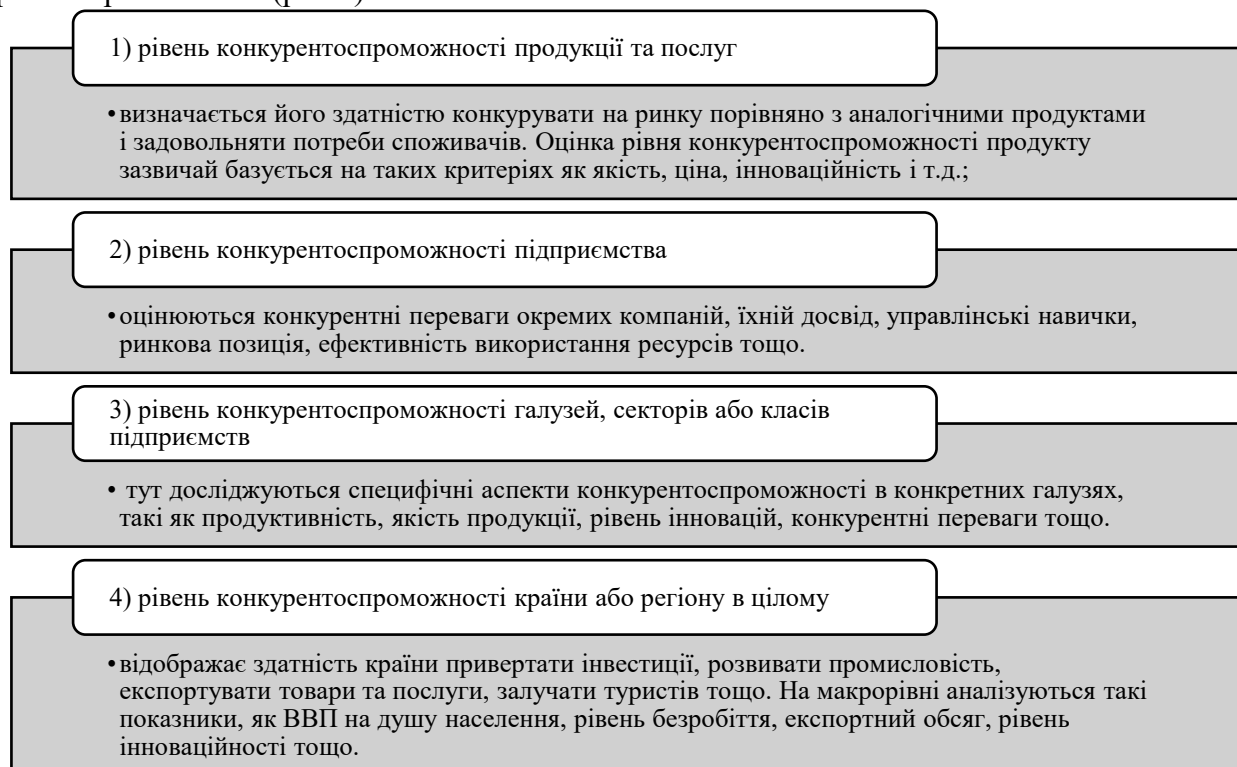 1) рівень конкурентоспроможності продукції та послуг
•визначається його здатністю конкурувати на ринку порівняно з аналогічними продуктами
і задовольняти потреби споживачів. Оцінка рівня конкурентоспроможності продукту
зазвичай базується на таких критеріях як якість, ціна, інноваційність і т.д.;
2) рівень конкурентоспроможності підприємства
•оцінюються конкурентні переваги окремих компаній, їхній досвід, управлінські навички,
ринкова позиція, ефективність використання ресурсів тощо.
3) рівень конкурентоспроможності галузей, секторів або класів
підприємств
• тут досліджуються специфічні аспекти конкурентоспроможності в конкретних галузях,
такі як продуктивність, якість продукції, рівень інновацій, конкурентні переваги тощо.
4) рівень конкурентоспроможності країни або регіону в цілому
•відображає здатність країни привертати інвестиції, розвивати промисловість,
експортувати товари та послуги, залучати туристів тощо. На макрорівні аналізуються такі
показники, як ВВП на душу населення, рівень безробіття, експортний обсяг, рівень
інноваційності тощо.